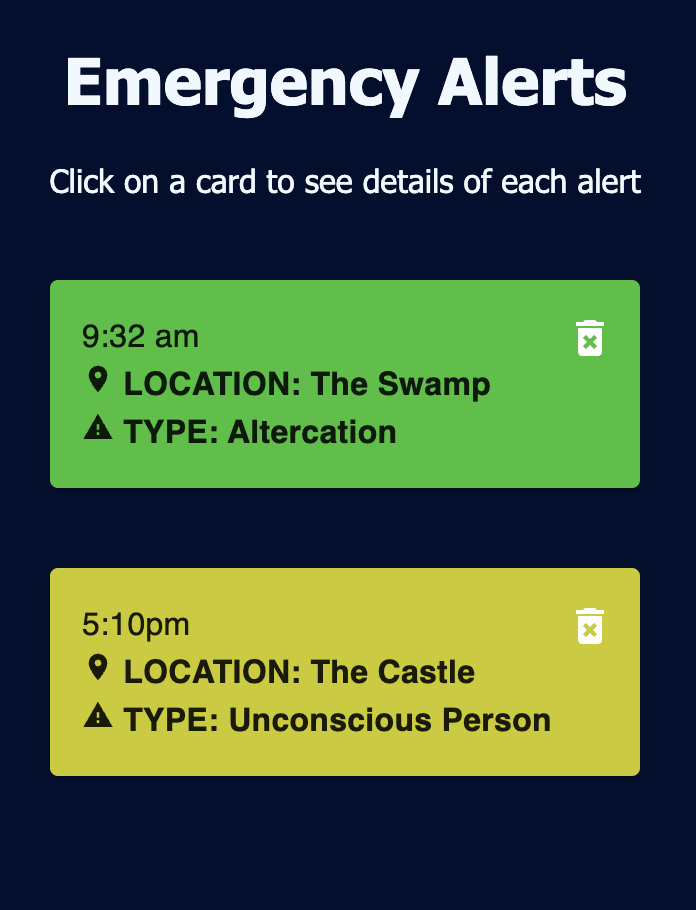 Emergency Alerts
Click on a card to see details of each alert
9:32 am
LOCATION: The Swamp
TYPE: Altercation
5:10pm
LOCATION: The Castle
TYPE: Unconscious Person